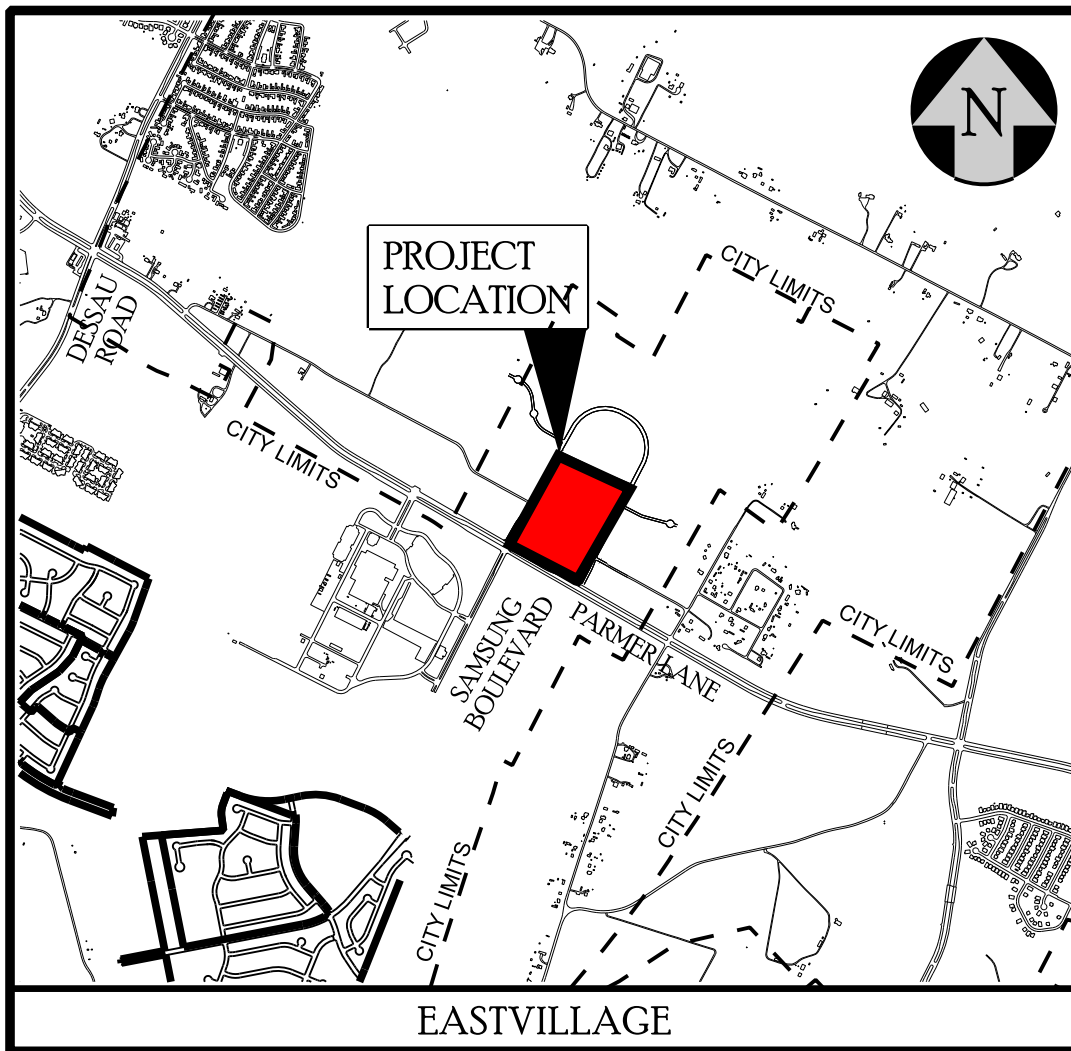 N
PROJECT
LOCATION
CITY LIMITS
DESSAU
ROAD
CITY LIMITS
SAMSUNG
BOULEVARD
PARMER LANE
CITY LIMITS
CITY LIMITS
CITY LIMITS
EASTVILLAGE